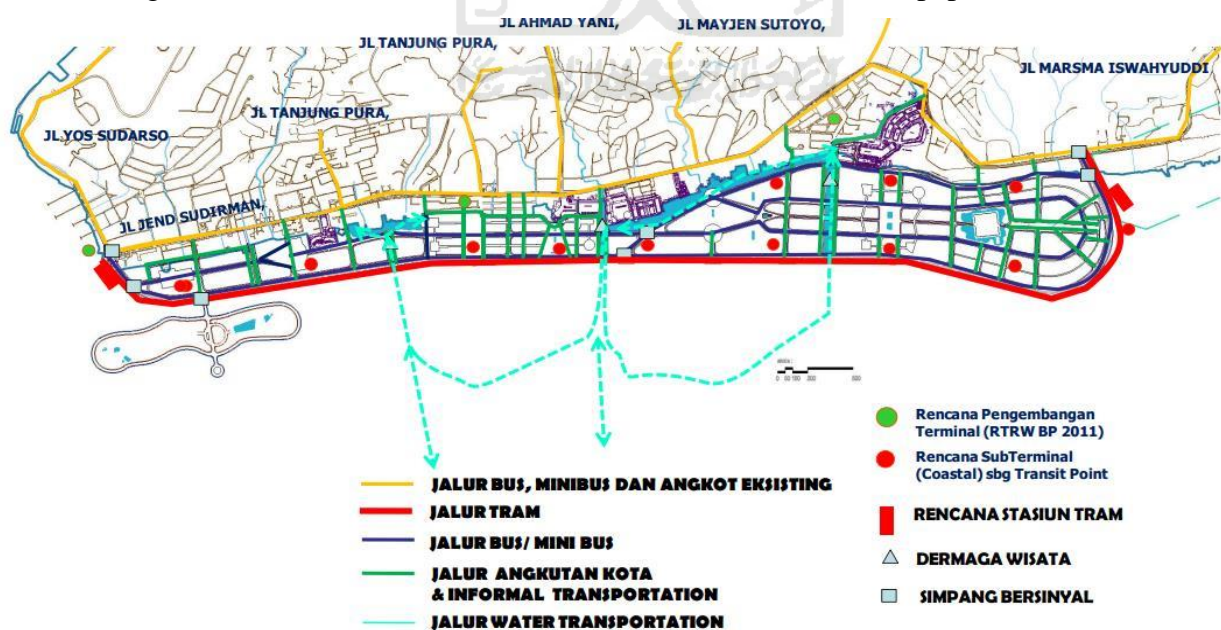 JL AHMAD YANI,
JL MAYJEN SUTOYO,
JL TANJUNG PURA,
JL MARSMA ISWAHYUDDI
JL TANJUNG PURA,
JL YOS SUDARSO
JL JEND SUDIRMAN,
Rencana Pengembangan
Terminal (RTRW BP 2011)
Rencana SubTerminal
(Coastal) sbg Transit Point
JALUR BUS, MINIBUS DAN ANGKOT EKSISTING
JALUR TRAM
JALUR BUS/ MINI BUS
JALUR ANGKUTAN KOTA
& INFORMAL TRANSPORTATION
JALUR WATER TRANSPORTATION
RENCANA STASIUN TRAM
DERMAGA WISATA
SIMPANG BERSINYAL